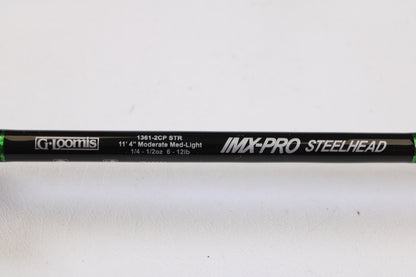 G·Loomis
1361-2CP STR
11' 4" Moderate Med-Light
1/4 - 1/2oz 6 - 12lb
IMX-PRO STEELHEAD